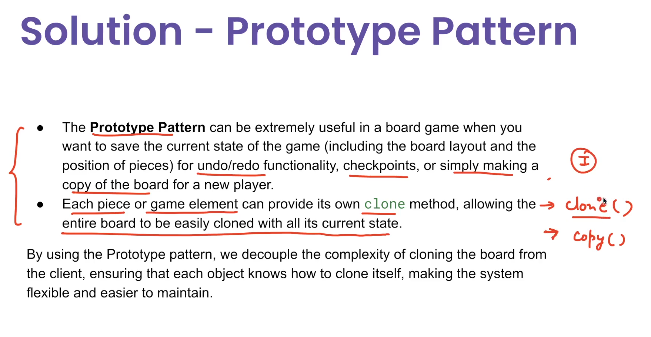 Solution - Prototype Pattern
● The Prototype Pattern can be extremely useful in a board game when you
want to save the current state of the game (including the board layout and the
position of pieces) for undo/redo functionality, checkpoints, or simply making a
copy of the board for a new player.
● Each piece or game element can provide its own clone method, allowing the
entire board to be easily cloned with all its current state.
I
→ clone()
→ copy()
By using the Prototype pattern, we decouple the complexity of cloning the board from
the client, ensuring that each object knows how to clone itself, making the system
flexible and easier to maintain.